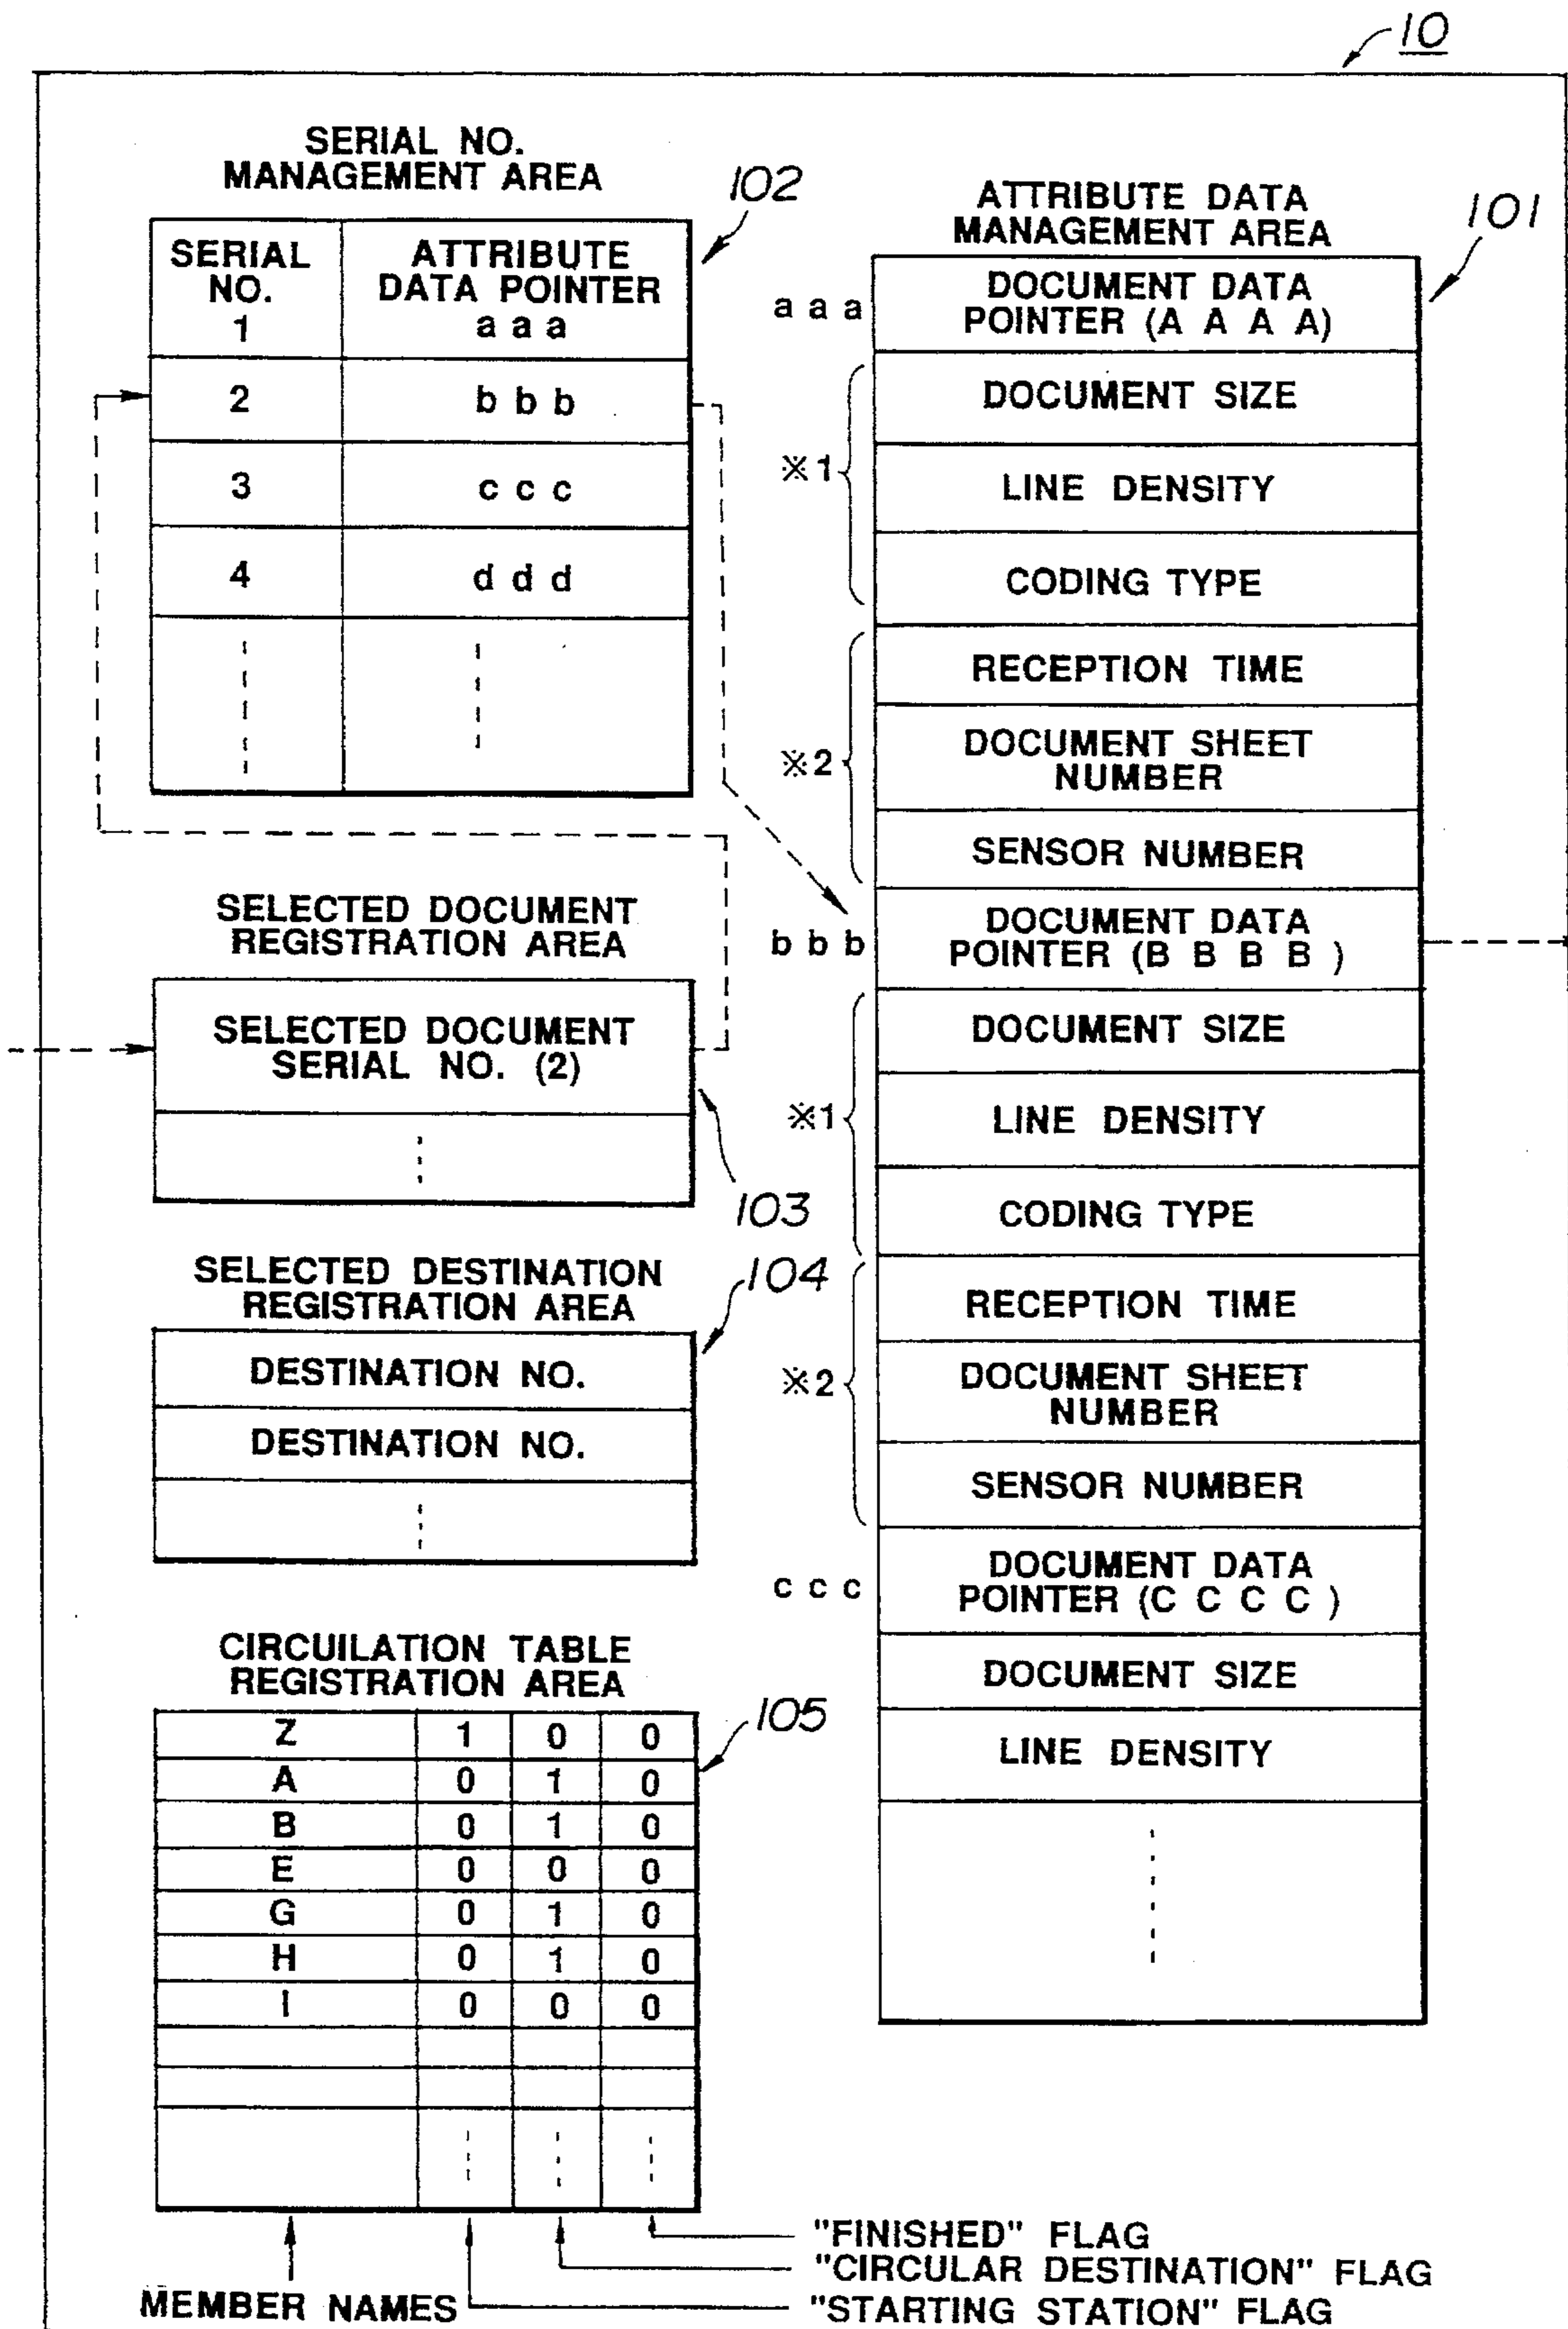 10
SERIAL NO.
MANAGEMENT AREA
102
SERIAL
NO.
ATTRIBUTE
DATA POINTER
1 a a a
2 b b b
3 c c c
4 d d d
SELECTED DOCUMENT
REGISTRATION AREA
SELECTED DOCUMENT
SERIAL NO. (2)
103
SELECTED DESTINATION
REGISTRATION AREA
104
DESTINATION NO.
DESTINATION NO.
CIRCUILATION TABLE
REGISTRATION AREA
105
Z 1 0 0
A 0 1 0
B 0 1 0
E 0 0 0
G 0 1 0
H 0 1 0
I 0 0 0
"FINISHED" FLAG
"CIRCULAR DESTINATION" FLAG
MEMBER NAMES
"STARTING STATION" FLAG
ATTRIBUTE DATA
MANAGEMENT AREA
101
a a a
DOCUMENT DATA
POINTER (A A A A)
※1
DOCUMENT SIZE
LINE DENSITY
CODING TYPE
※2
RECEPTION TIME
DOCUMENT SHEET
NUMBER
SENSOR NUMBER
b b b
DOCUMENT DATA
POINTER (B B B B )
※1
DOCUMENT SIZE
LINE DENSITY
CODING TYPE
※2
RECEPTION TIME
DOCUMENT SHEET
NUMBER
SENSOR NUMBER
c c c
DOCUMENT DATA
POINTER (C C C C )
DOCUMENT SIZE
LINE DENSITY